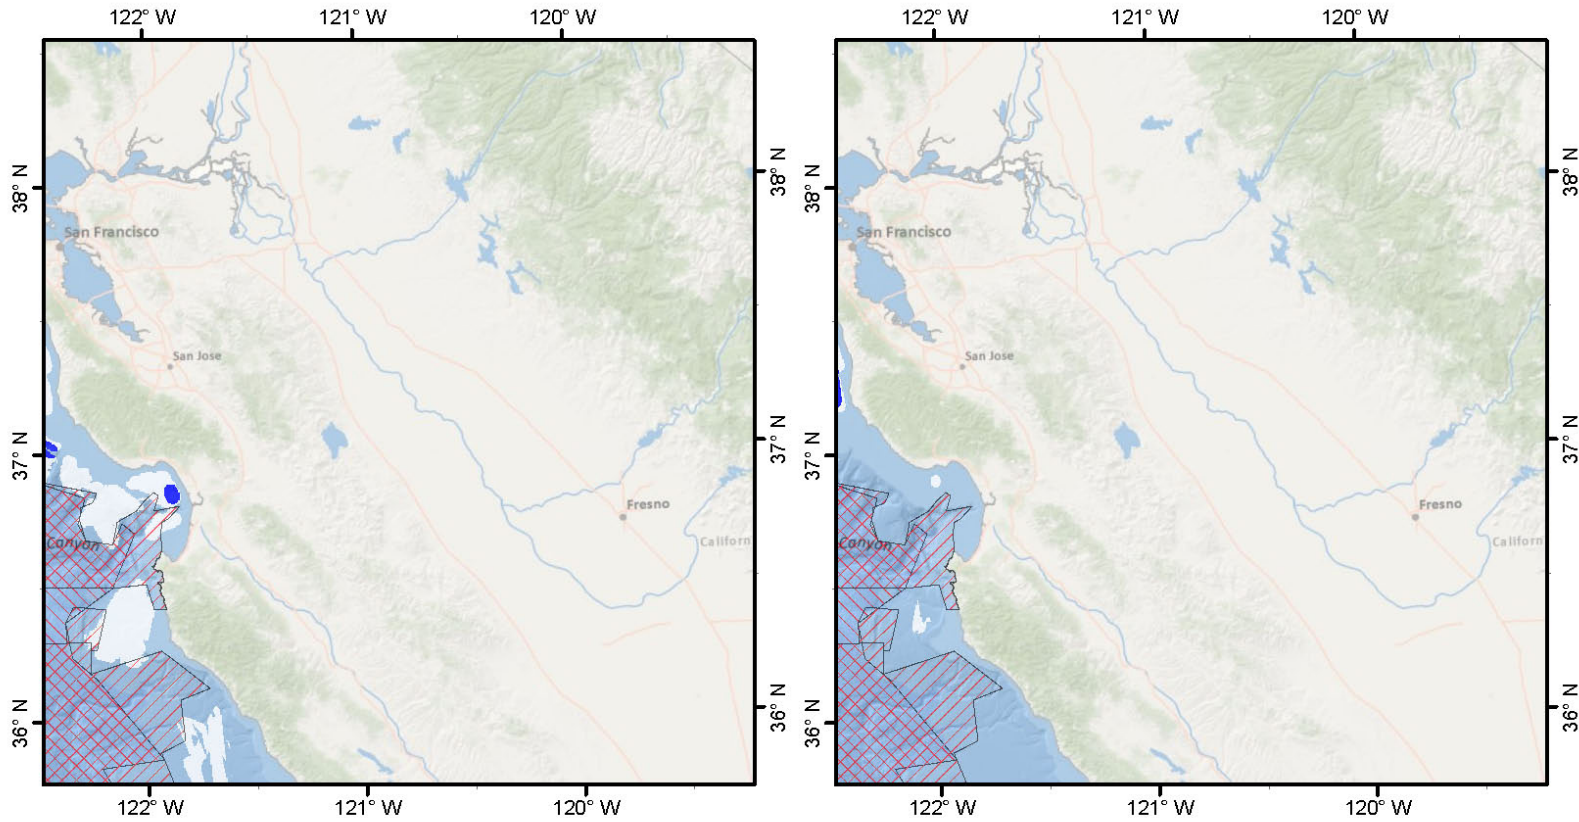 122° W 121° W 120° W 122° W 121° W 120° W
38° N 38° N 38° N 38° N
San Francisco San Francisco
San Jose San Jose
37° N 37° N 37° N 37° N
Fresno Fresno
Canyon Californ Canyon Californ
36° N 36° N 36° N 36° N
122° W 121° W 120° W 122° W 121° W 120° W